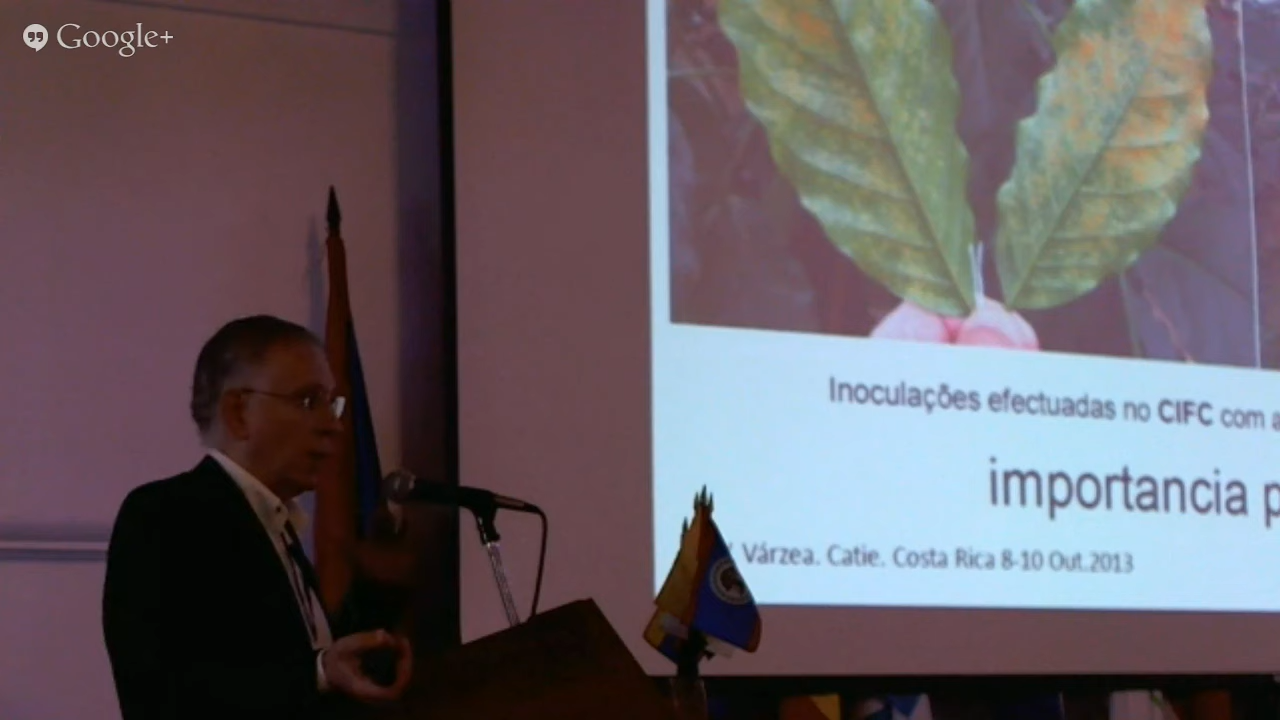 Google+
Inoculações efectuadas no CIFC com a
importancia p
Várzea. Catie. Costa Rica 8-10 Out.2013